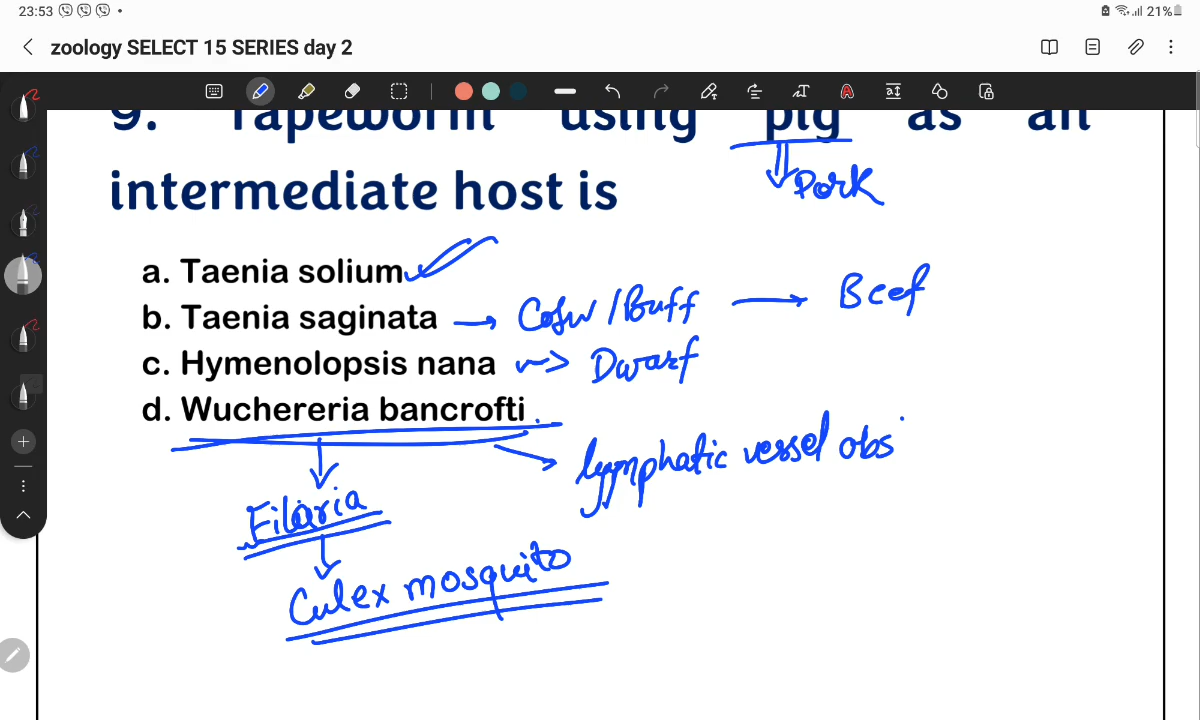 23:53 21%
zoology SELECT 15 SERIES day 2
9. Tapeworm using pig as an
Pork
intermediate host is
a. Taenia solium
b. Taenia saginata → Cow/Buff → Beef
c. Hymenolopsis nana → Dwarf
d. Wuchereria bancrofti
lymphatic vessel obs
Filaria
Culex mosquito